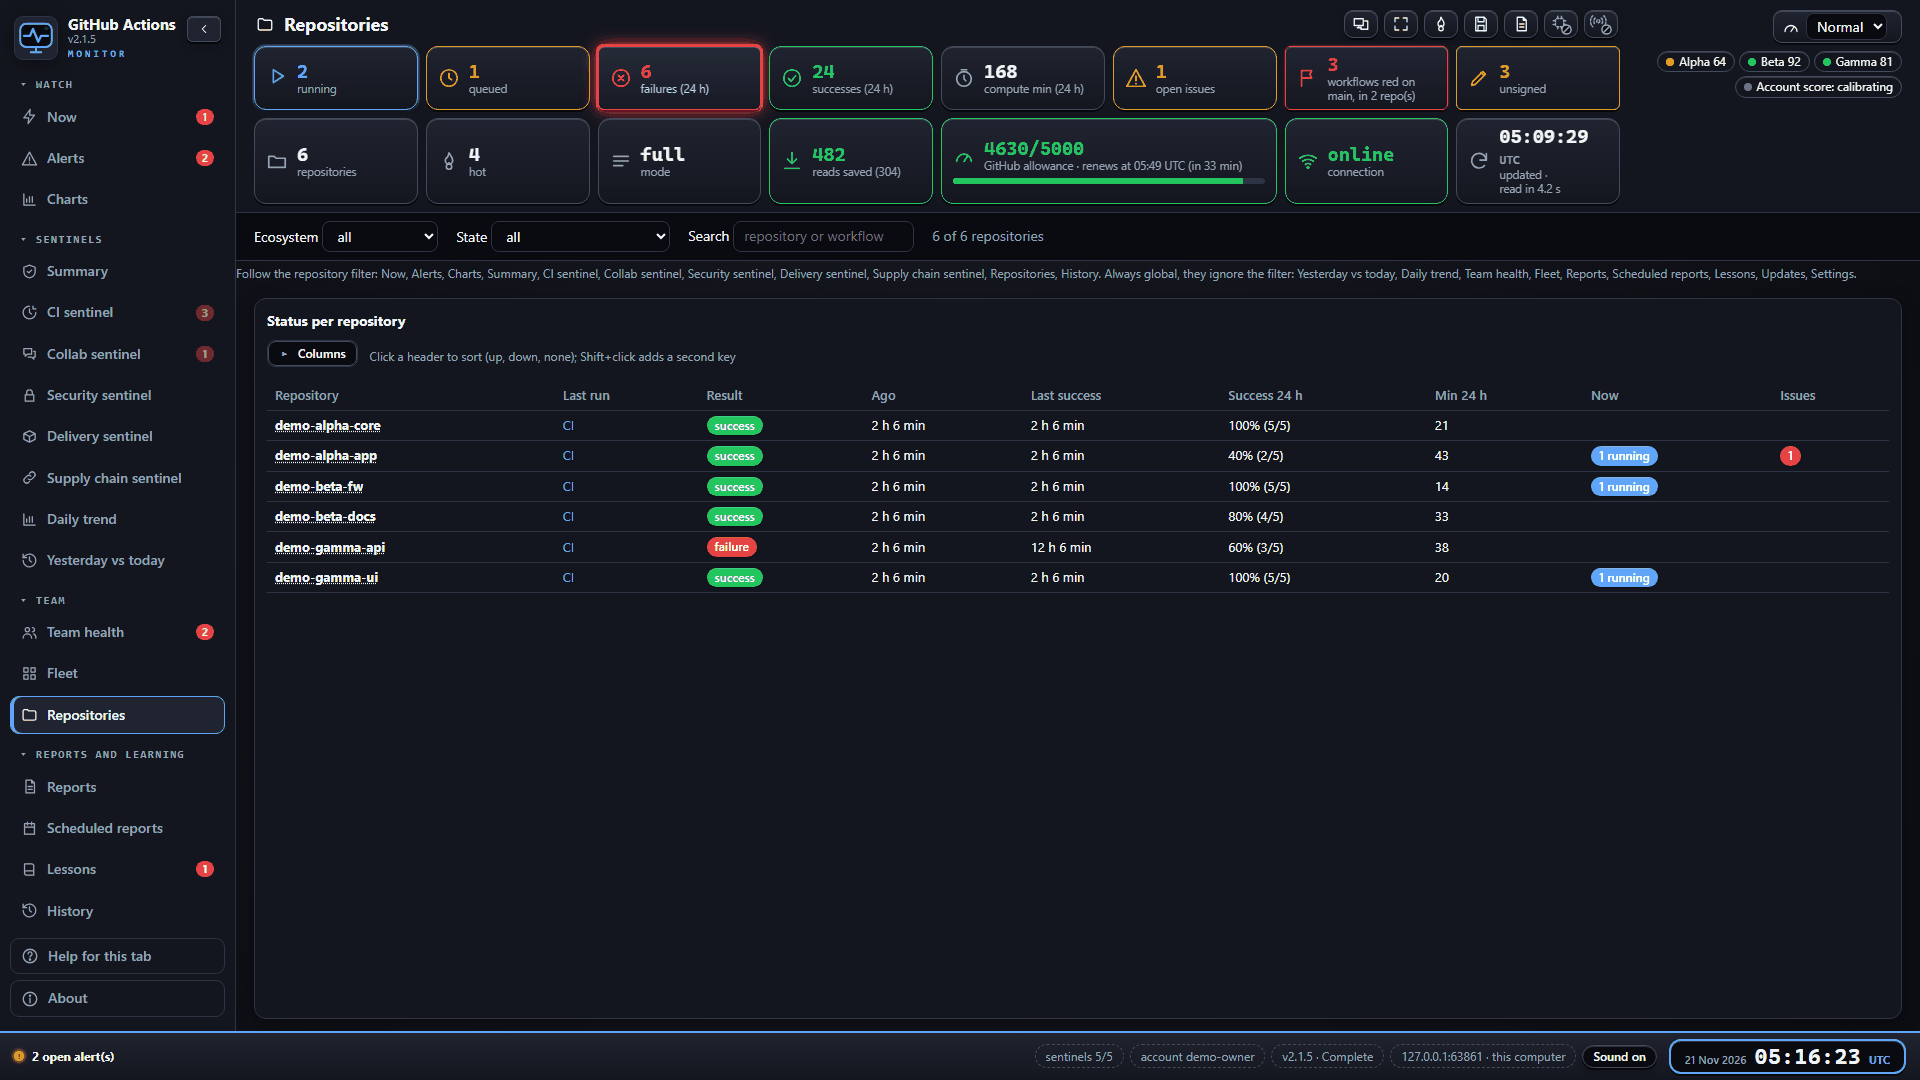 GitHub Actions
v2.1.5
MONITOR
WATCH
Now 1
Alerts 2
Charts
SENTINELS
Summary
CI sentinel 3
Collab sentinel 1
Security sentinel
Delivery sentinel
Supply chain sentinel
Daily trend
Yesterday vs today
TEAM
Team health 2
Fleet
Repositories
REPORTS AND LEARNING
Reports
Scheduled reports
Lessons 1
History
Help for this tab
About
Repositories
Normal
2 running
1 queued
6 failures (24 h)
24 successes (24 h)
168 compute min (24 h)
1 open issues
3 workflows red on main, in 2 repo(s)
3 unsigned
Alpha 64 Beta 92 Gamma 81
Account score: calibrating
6 repositories
4 hot
full mode
482 reads saved (304)
4630/5000
GitHub allowance · renews at 05:49 UTC (in 33 min)
online connection
05:09:29
UTC
updated ·
read in 4.2 s
Ecosystem all State all Search repository or workflow 6 of 6 repositories
Follow the repository filter: Now, Alerts, Charts, Summary, CI sentinel, Collab sentinel, Security sentinel, Delivery sentinel, Supply chain sentinel, Repositories, History. Always global, they ignore the filter: Yesterday vs today, Daily trend, Team health, Fleet, Reports, Scheduled reports, Lessons, Updates, Settings.
Status per repository
Columns Click a header to sort (up, down, none); Shift+click adds a second key
Repository Last run Result Ago Last success Success 24 h Min 24 h Now Issues
demo-alpha-core CI success 2 h 6 min 2 h 6 min 100% (5/5) 21
demo-alpha-app CI success 2 h 6 min 2 h 6 min 40% (2/5) 43 1 running 1
demo-beta-fw CI success 2 h 6 min 2 h 6 min 100% (5/5) 14 1 running
demo-beta-docs CI success 2 h 6 min 2 h 6 min 80% (4/5) 33
demo-gamma-api CI failure 2 h 6 min 12 h 6 min 60% (3/5) 38
demo-gamma-ui CI success 2 h 6 min 2 h 6 min 100% (5/5) 20 1 running
2 open alert(s)
sentinels 5/5 account demo-owner v2.1.5 · Complete 127.0.0.1:63861 · this computer Sound on 21 Nov 2026 05:16:23 UTC